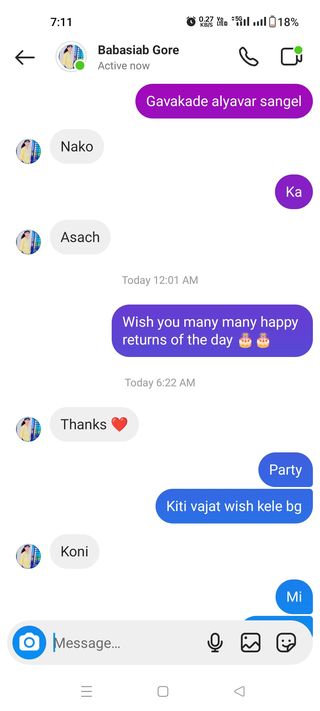 7:11
0.27
KB/S
18%
Babasiab Gore
Active now
Gavakade alyavar sangel
Nako
Ka
Asach
Today 12:01 AM
Wish you many many happy
returns of the day 🎂🎂
Today 6:22 AM
Thanks ❤️
Party
Kiti vajat wish kele bg
Koni
Mi
Message...